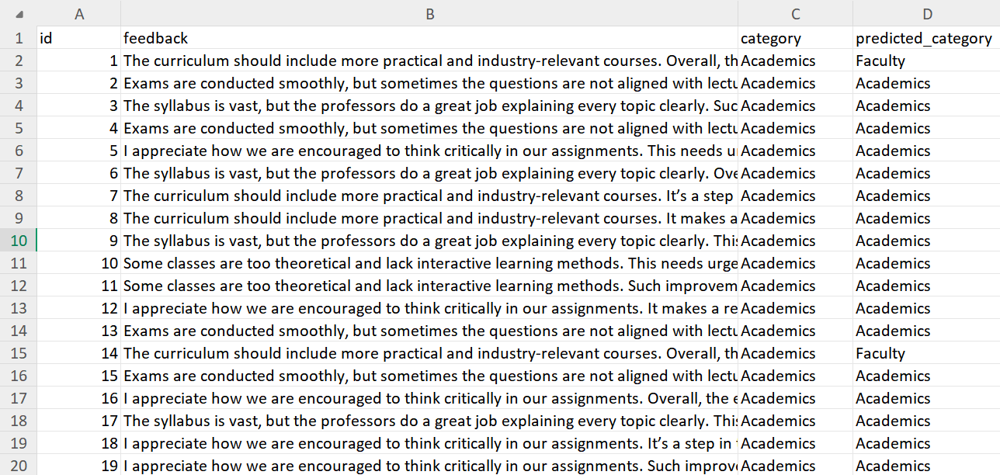 A B C D
1 id feedback category predicted_category
2 1 The curriculum should include more practical and industry-relevant courses. Overall, th Academics Faculty
3 2 Exams are conducted smoothly, but sometimes the questions are not aligned with lectu Academics Academics
4 3 The syllabus is vast, but the professors do a great job explaining every topic clearly. Suc Academics Academics
5 4 Exams are conducted smoothly, but sometimes the questions are not aligned with lectu Academics Academics
6 5 I appreciate how we are encouraged to think critically in our assignments. This needs u Academics Academics
7 6 The syllabus is vast, but the professors do a great job explaining every topic clearly. Ove Academics Academics
8 7 The curriculum should include more practical and industry-relevant courses. It’s a step Academics Academics
9 8 The curriculum should include more practical and industry-relevant courses. It makes a Academics Academics
10 9 The syllabus is vast, but the professors do a great job explaining every topic clearly. This Academics Academics
11 10 Some classes are too theoretical and lack interactive learning methods. This needs urge Academics Academics
12 11 Some classes are too theoretical and lack interactive learning methods. Such improvem Academics Academics
13 12 I appreciate how we are encouraged to think critically in our assignments. It makes a re Academics Academics
14 13 Exams are conducted smoothly, but sometimes the questions are not aligned with lectu Academics Academics
15 14 The curriculum should include more practical and industry-relevant courses. Overall, th Academics Faculty
16 15 Exams are conducted smoothly, but sometimes the questions are not aligned with lectu Academics Academics
17 16 I appreciate how we are encouraged to think critically in our assignments. Overall, the e Academics Academics
18 17 The syllabus is vast, but the professors do a great job explaining every topic clearly. This Academics Academics
19 18 I appreciate how we are encouraged to think critically in our assignments. It’s a step in Academics Academics
20 19 I appreciate how we are encouraged to think critically in our assignments. Such improv Academics Academics